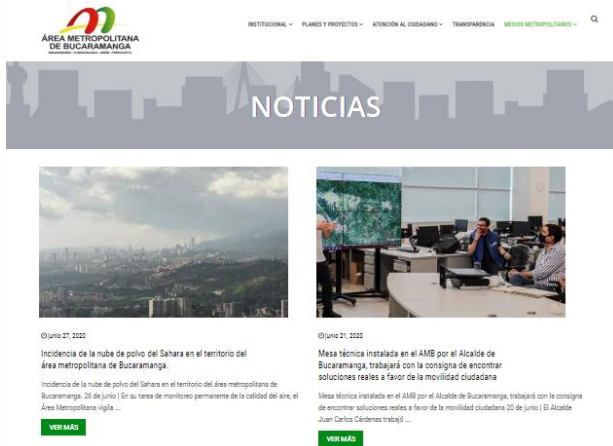 ÁREA METROPOLITANA
DE BUCARAMANGA
BUCARAMANGA - FLORIDABLANCA - GIRÓN - PIEDECUESTA
INSTITUCIONAL PLANES Y PROYECTOS ATENCIÓN AL CIUDADANO TRANSPARENCIA MEDIOS METROPOLITANOS
NOTICIAS
junio 27, 2020
Incidencia de la nube de polvo del Sahara en el territorio del
área metropolitana de Bucaramanga.
Incidencia de la nube de polvo del Sahara en el territorio del área metropolitana de
Bucaramanga. 26 de junio | En su tarea de monitoreo permanente de la calidad del aire, el
Área Metropolitana vigila ...
VER MÁS
junio 21, 2020
Mesa técnica instalada en el AMB por el Alcalde de
Bucaramanga, trabajará con la consigna de encontrar
soluciones reales a favor de la movilidad ciudadana
Mesa técnica instalada en el AMB por el Alcalde de Bucaramanga, trabajará con la consigna
de encontrar soluciones reales a favor de la movilidad ciudadana 20 de junio | El Alcalde
Juan Carlos Cárdenas trabajó ...
VER MÁS